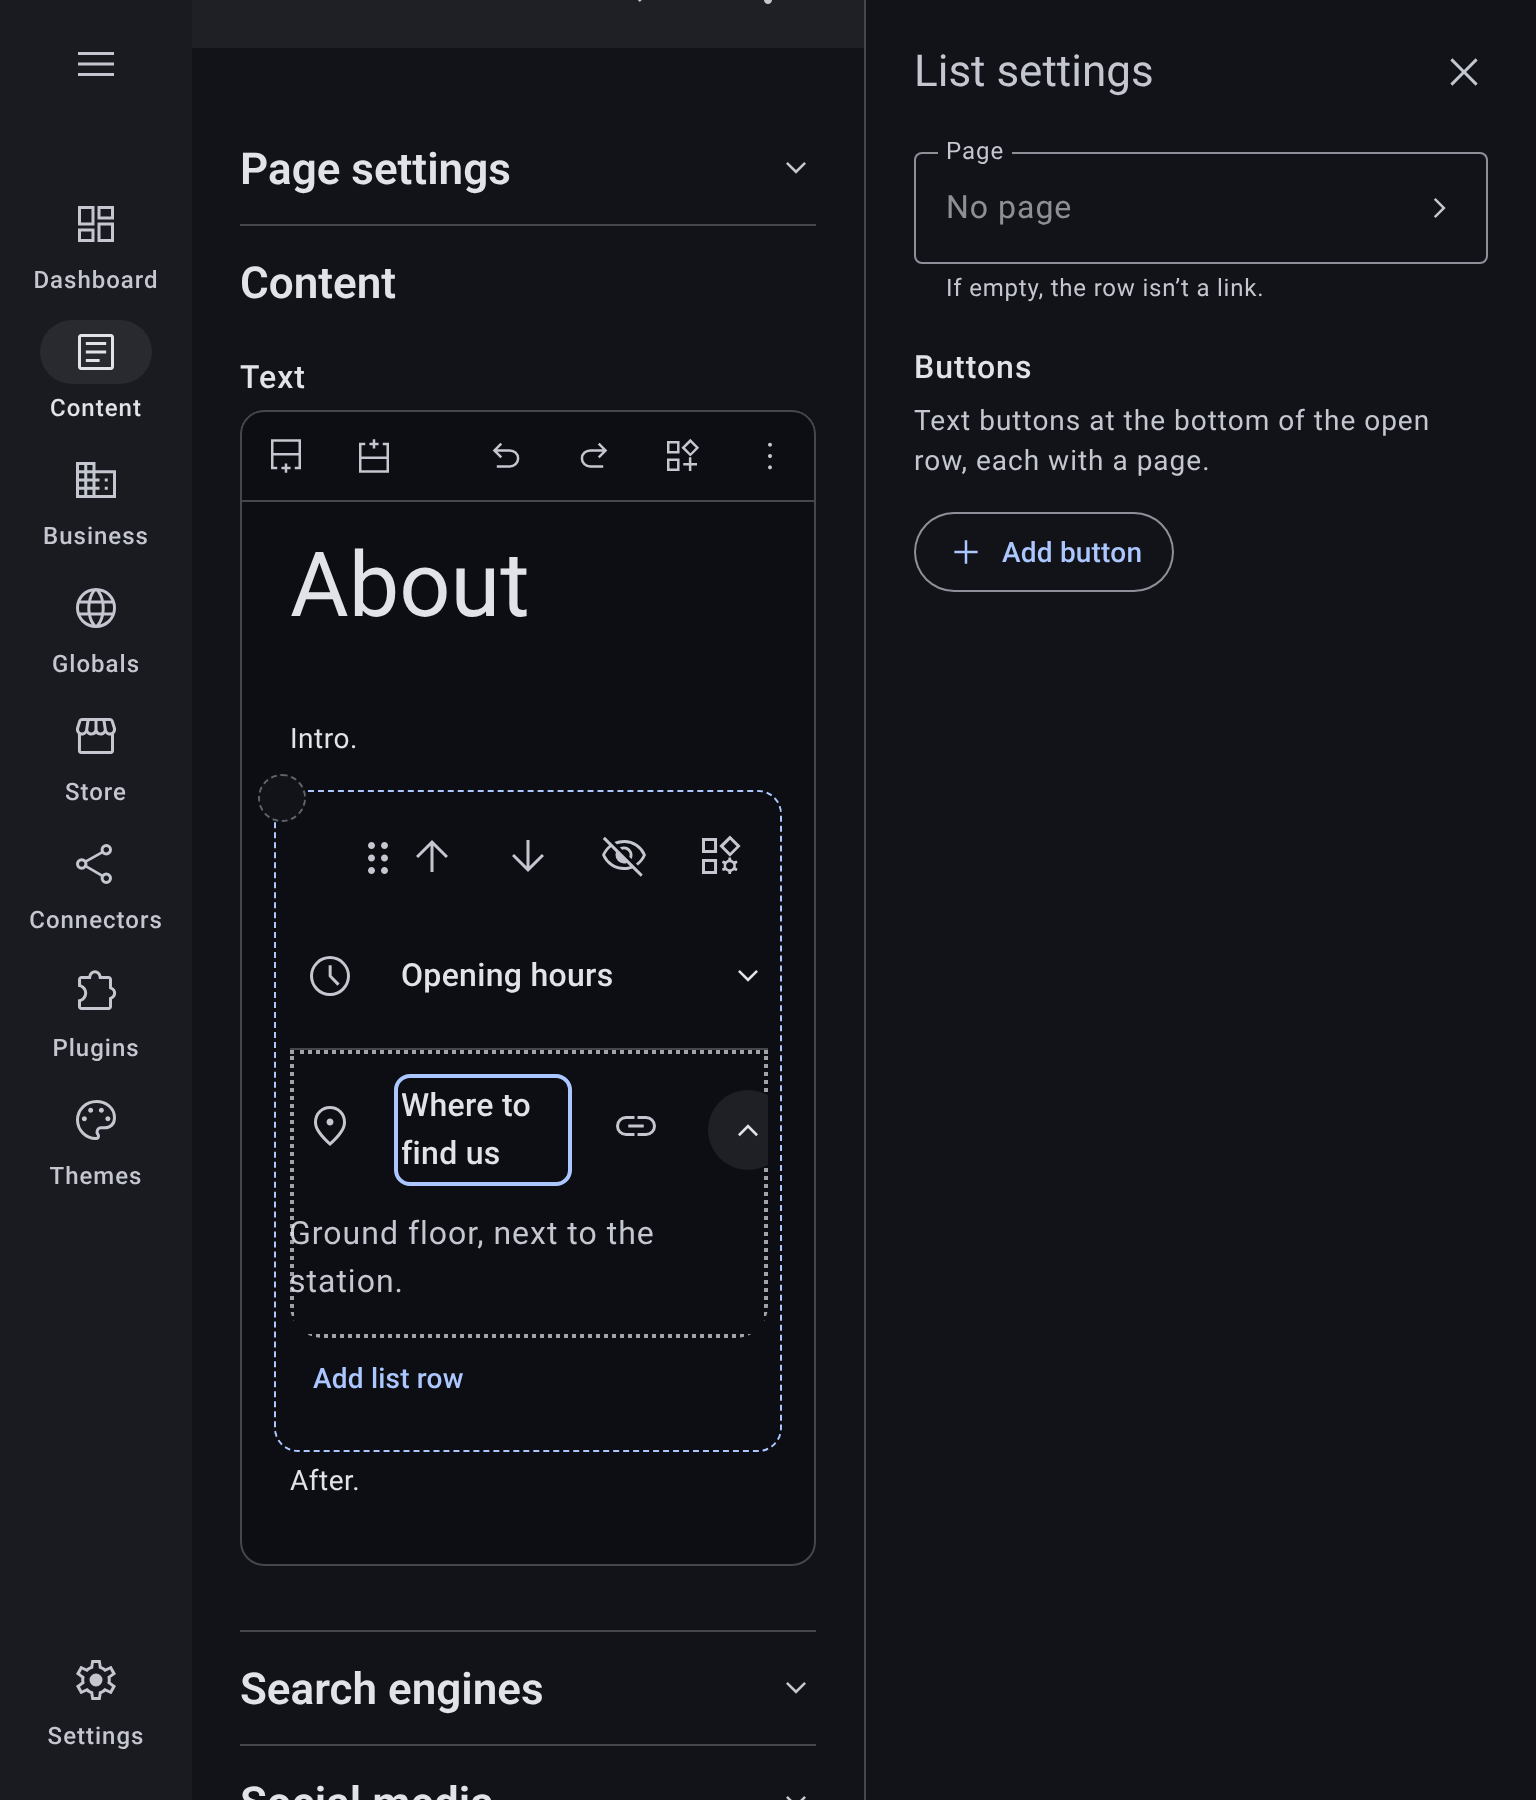 Dashboard
Content
Business
Globals
Store
Connectors
Plugins
Themes
Settings
Page settings
Content
Text
About
Intro.
Opening hours
Where to
find us
Ground floor, next to the
station.
Add list row
After.
Search engines
Social media
List settings
Page
No page
If empty, the row isn’t a link.
Buttons
Text buttons at the bottom of the open
row, each with a page.
Add button